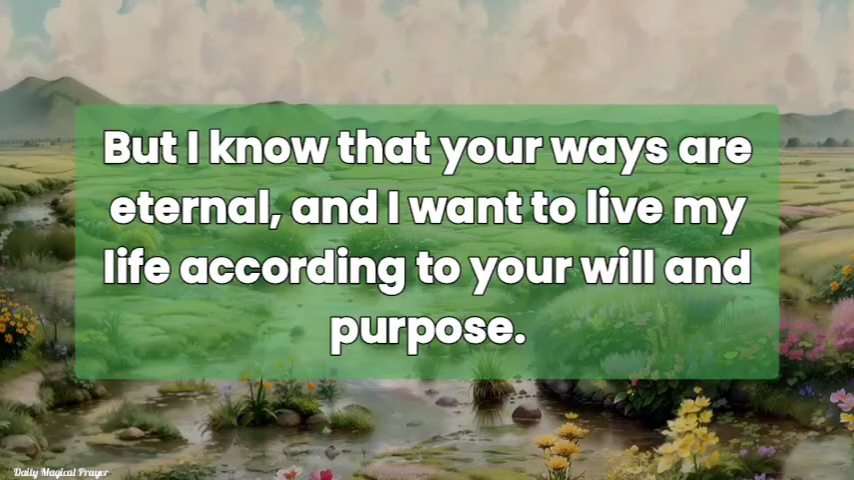 But I know that your ways are
eternal, and I want to live my
life according to your will and
purpose.
Daily Magical Prayer